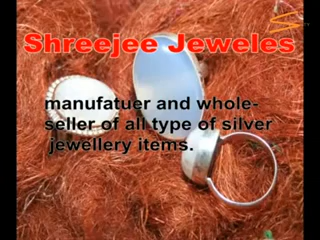 Shreejee Jeweles
manufatuer and whole-
seller of all type of silver
jewellery items.